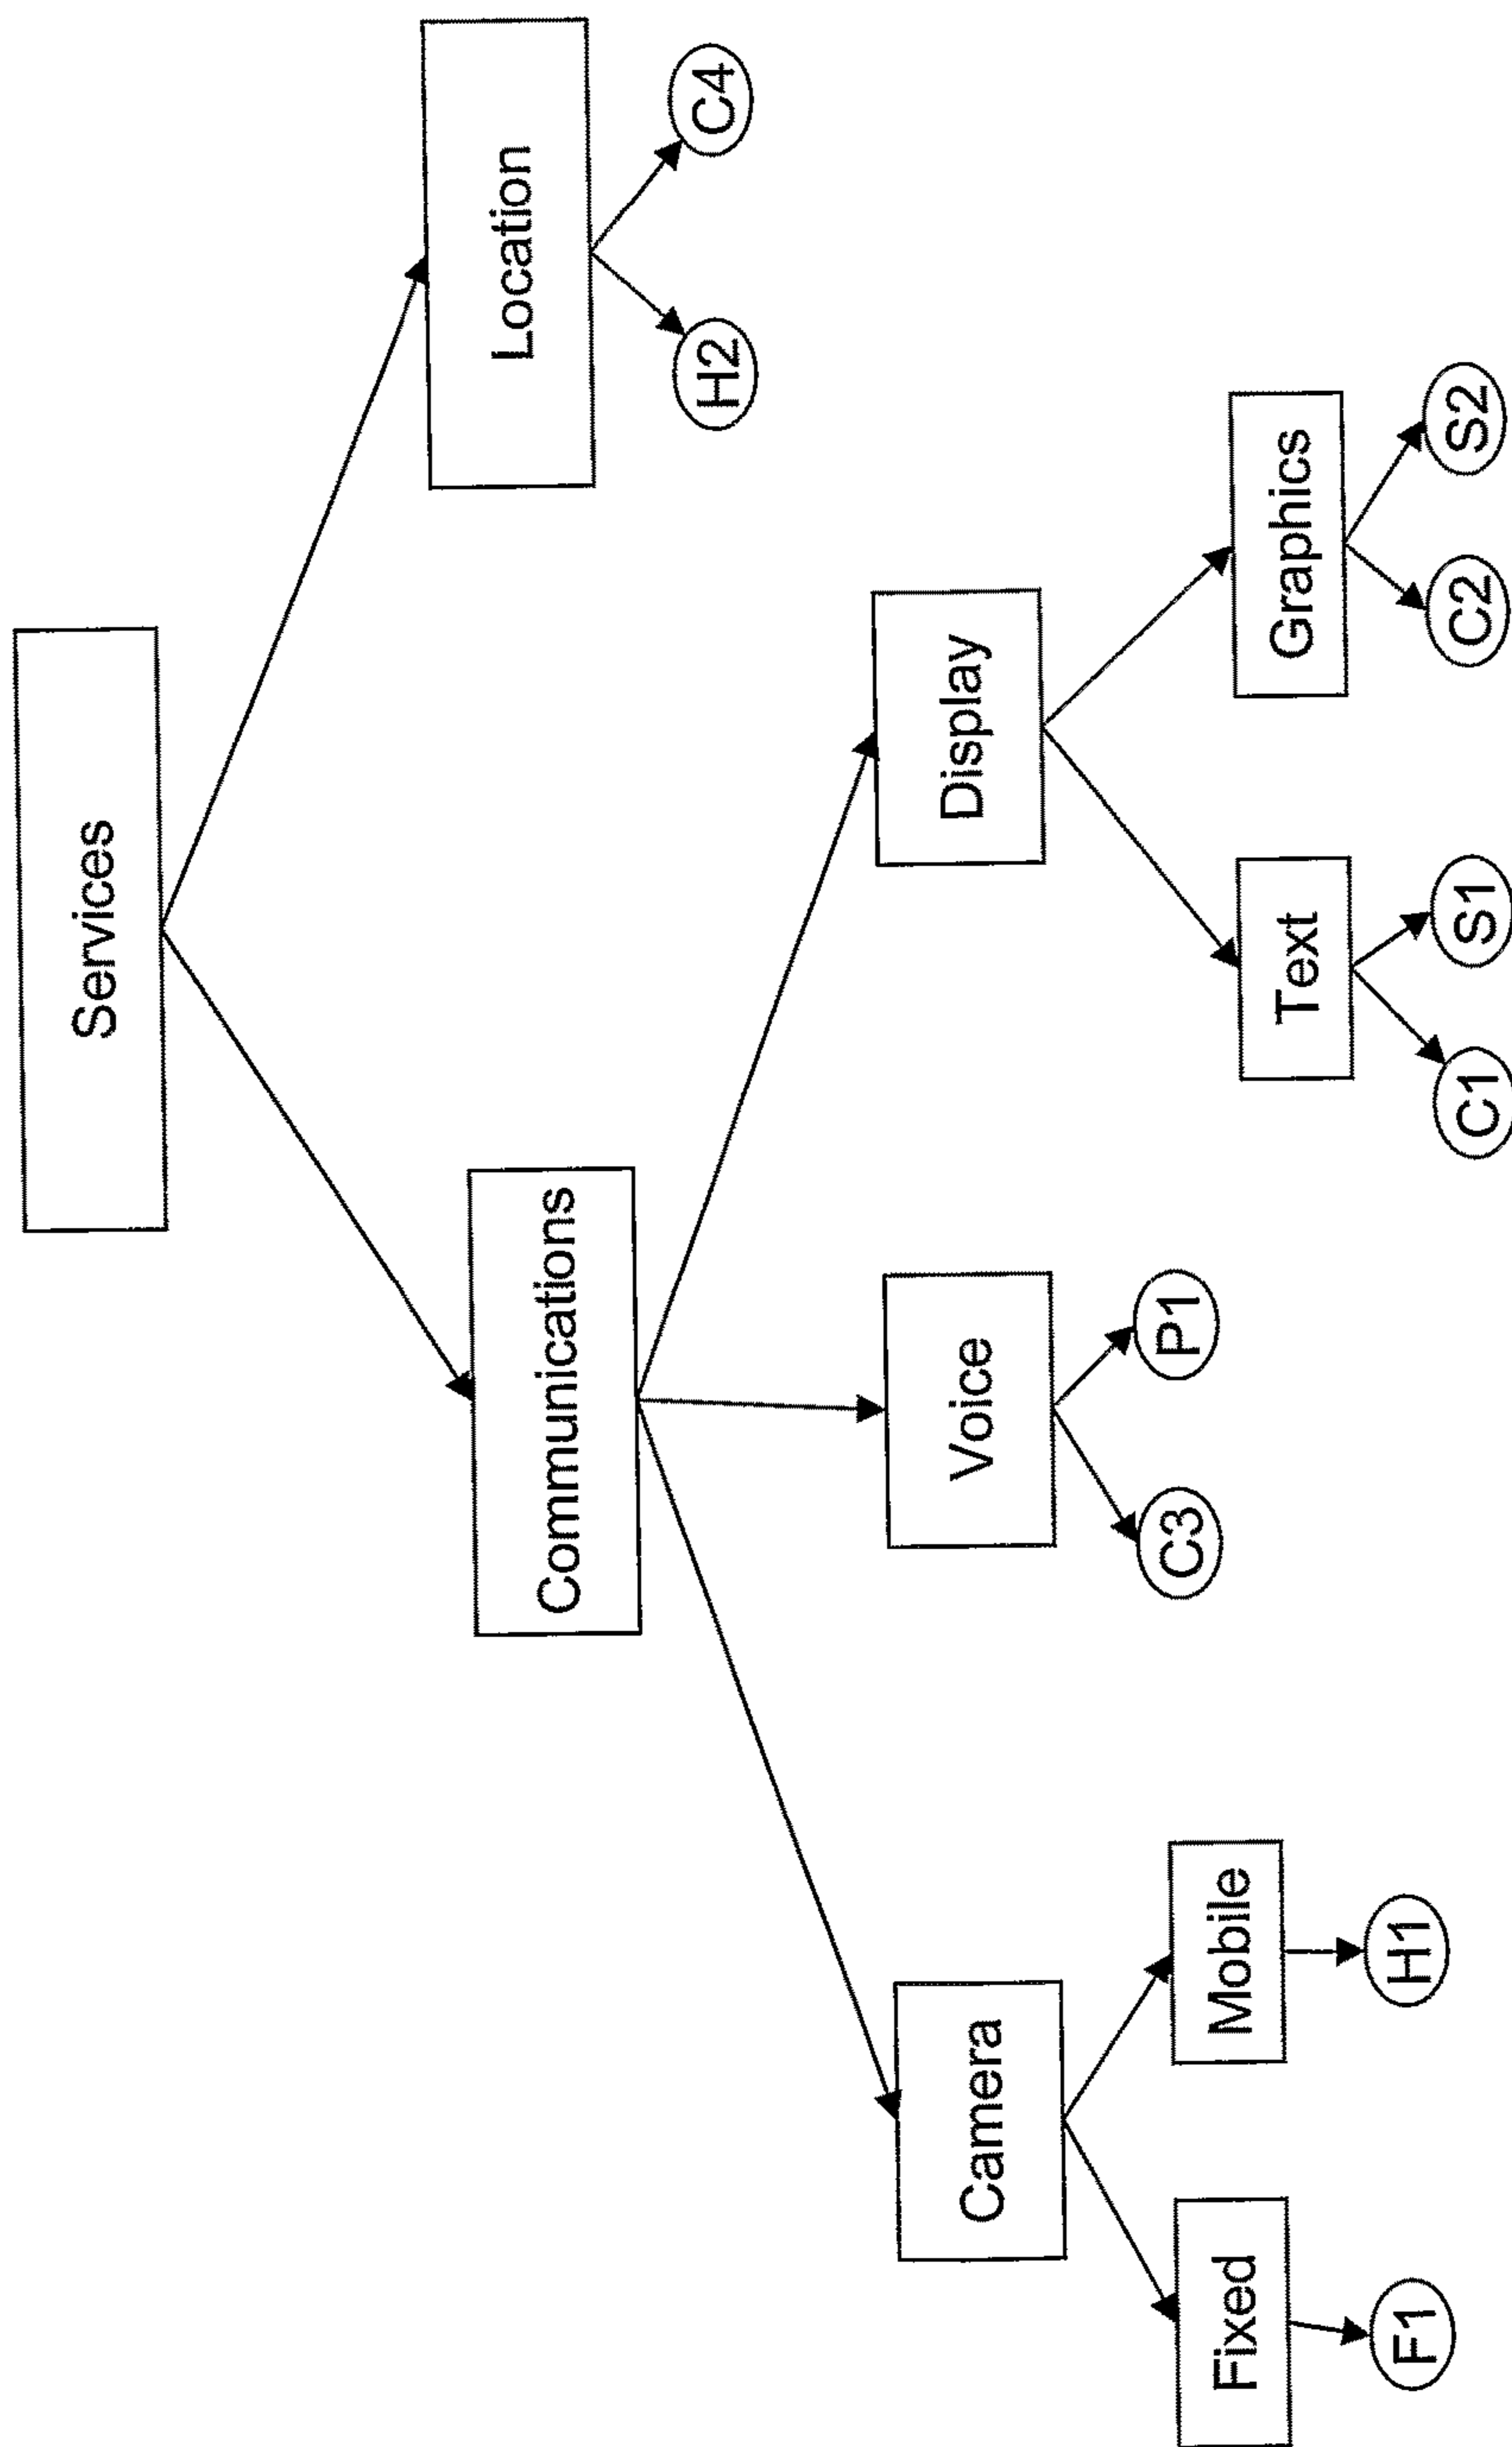 Services
Communications
Location
H2
C4
Camera
Voice
Display
C3
P1
Fixed
Mobile
Text
Graphics
F1
H1
C1
S1
C2
S2